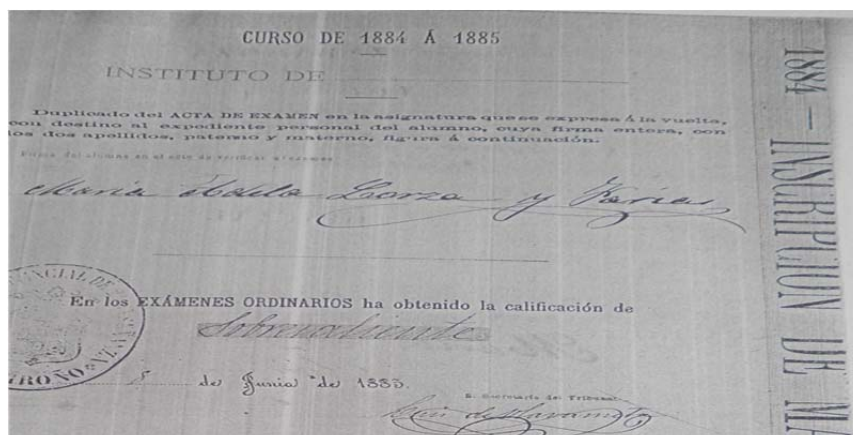 CURSO DE 1884 Á 1885
INSTITUTO DE
Duplicado del ACTA DE EXAMEN en la asignatura que se expresa á la vuelta,
con destino al expediente personal del alumno, cuya firma entera, con
los dos apellidos, paterno y materno, figura á continuación.
Firma del alumno en el acto de verificar el examen
Maria Adela Lorza y Farias
En los EXÁMENES ORDINARIOS ha obtenido la calificación de
Sobresaliente
8 de Junio de 1885.
El Secretario del Tribunal
1884 — INSCRIPCION DE MA